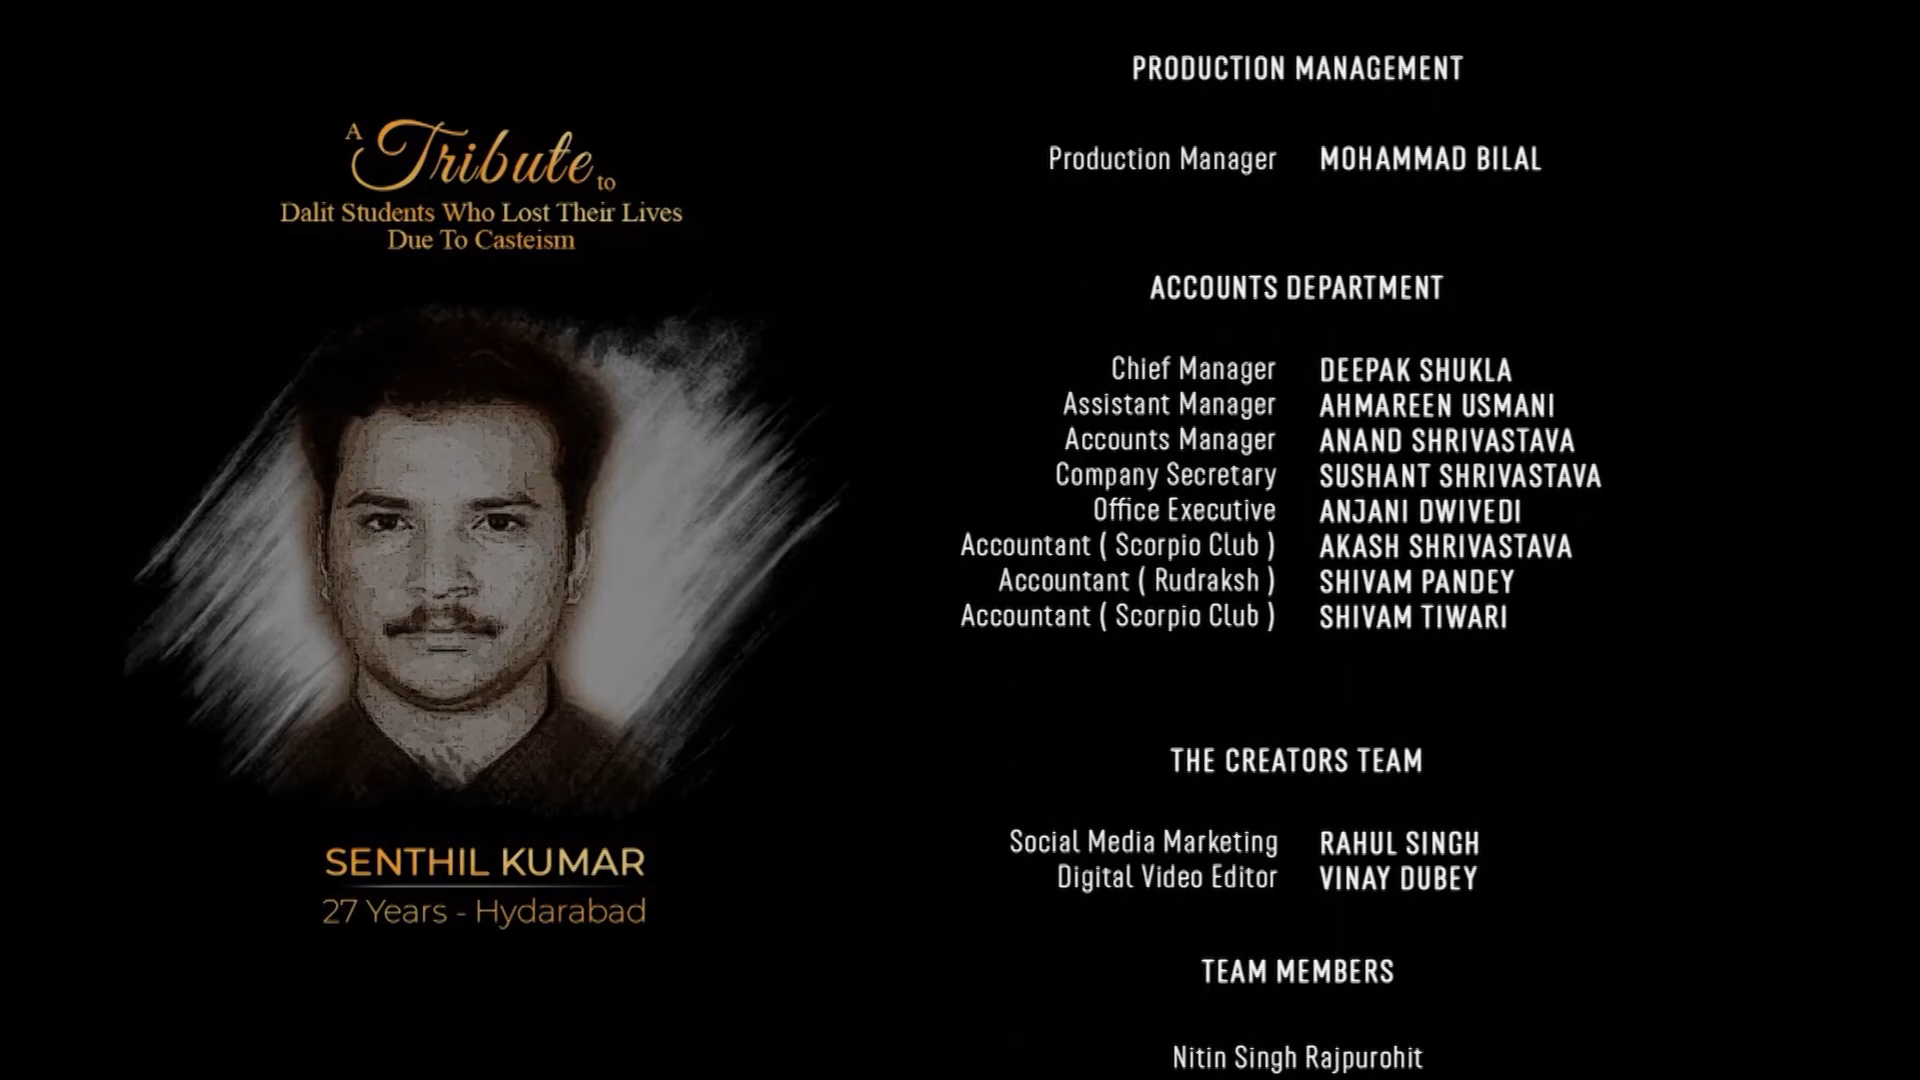 A Tribute to
Dalit Students Who Lost Their Lives
Due To Casteism
SENTHIL KUMAR
27 Years - Hydarabad
PRODUCTION MANAGEMENT
Production Manager MOHAMMAD BILAL
ACCOUNTS DEPARTMENT
Chief Manager DEEPAK SHUKLA
Assistant Manager AHMAREEN USMANI
Accounts Manager ANAND SHRIVASTAVA
Company Secretary SUSHANT SHRIVASTAVA
Office Executive ANJANI DWIVEDI
Accountant ( Scorpio Club ) AKASH SHRIVASTAVA
Accountant ( Rudraksh ) SHIVAM PANDEY
Accountant ( Scorpio Club ) SHIVAM TIWARI
THE CREATORS TEAM
Social Media Marketing RAHUL SINGH
Digital Video Editor VINAY DUBEY
TEAM MEMBERS
Nitin Singh Rajpurohit